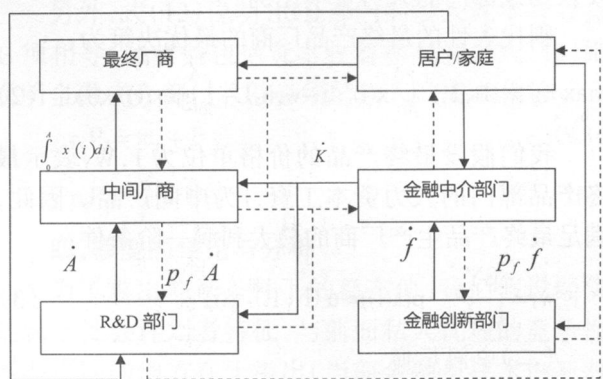 最终厂商
居户/家庭
∫₀ᴬ x(i)di
K
中间厂商
金融中介部门
Ȧ
p_f Ȧ
ḟ
p_f ḟ
R&D 部门
金融创新部门